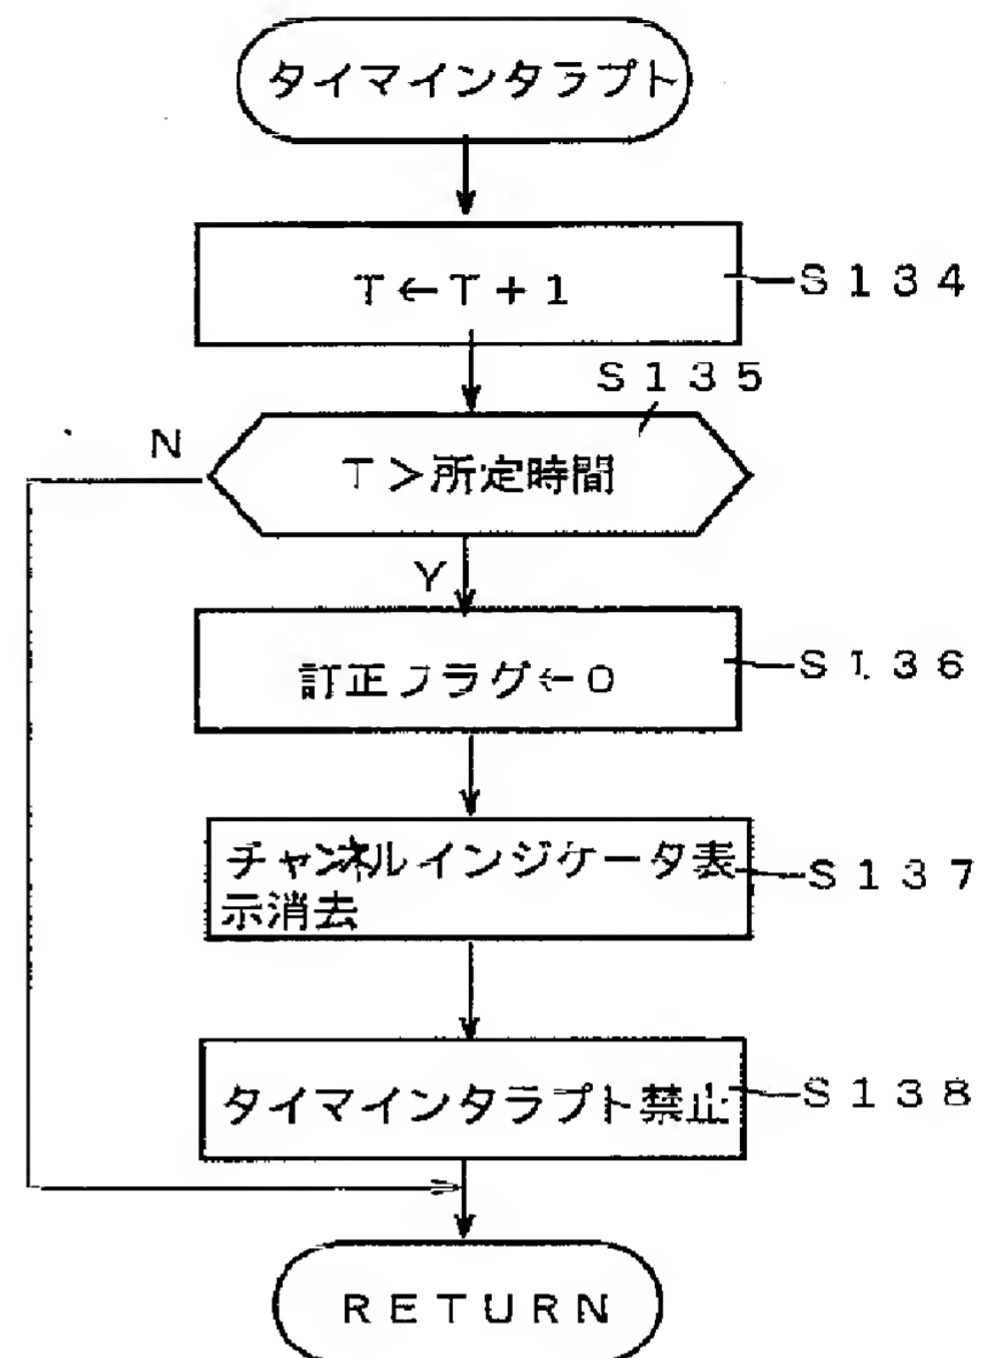 タイマインタラプト
T←T+1
S134
S135
N
T>所定時間
Y
訂正フラグ←0
S136
チャンネルインジケータ表
示消去
S137
タイマインタラプト禁止
S138
RETURN